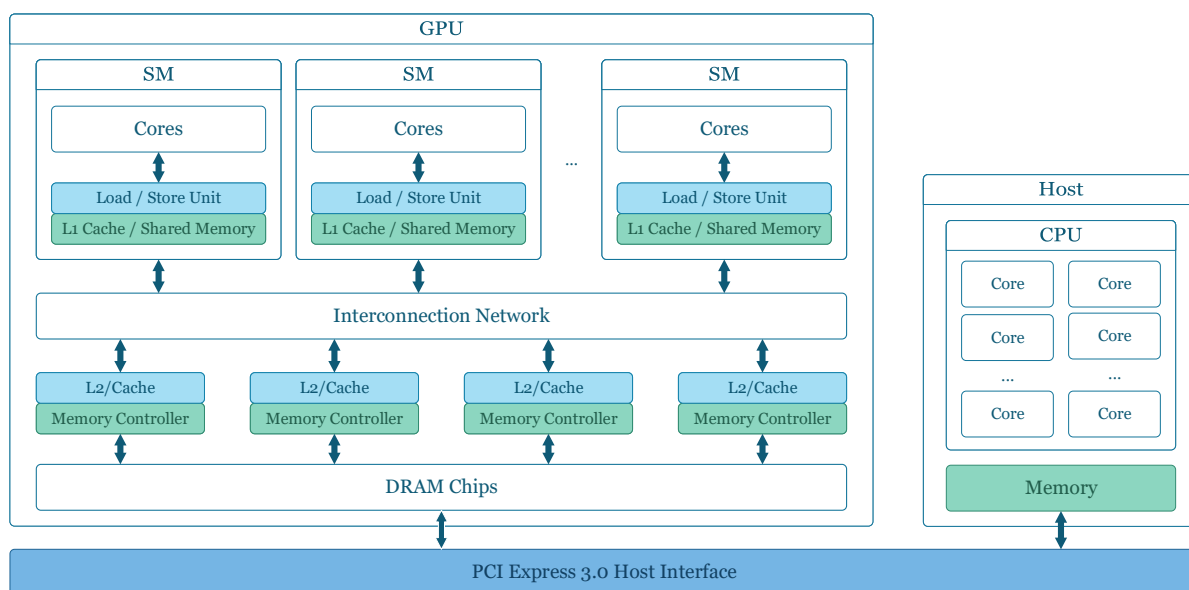 GPU
SM
SM
SM
Cores
Cores
...
Cores
Load / Store Unit
Load / Store Unit
Load / Store Unit
L1 Cache / Shared Memory
L1 Cache / Shared Memory
L1 Cache / Shared Memory
Interconnection Network
L2/Cache
L2/Cache
L2/Cache
L2/Cache
Memory Controller
Memory Controller
Memory Controller
Memory Controller
DRAM Chips
Host
CPU
Core
Core
Core
Core
...
...
Core
Core
Memory
PCI Express 3.0 Host Interface